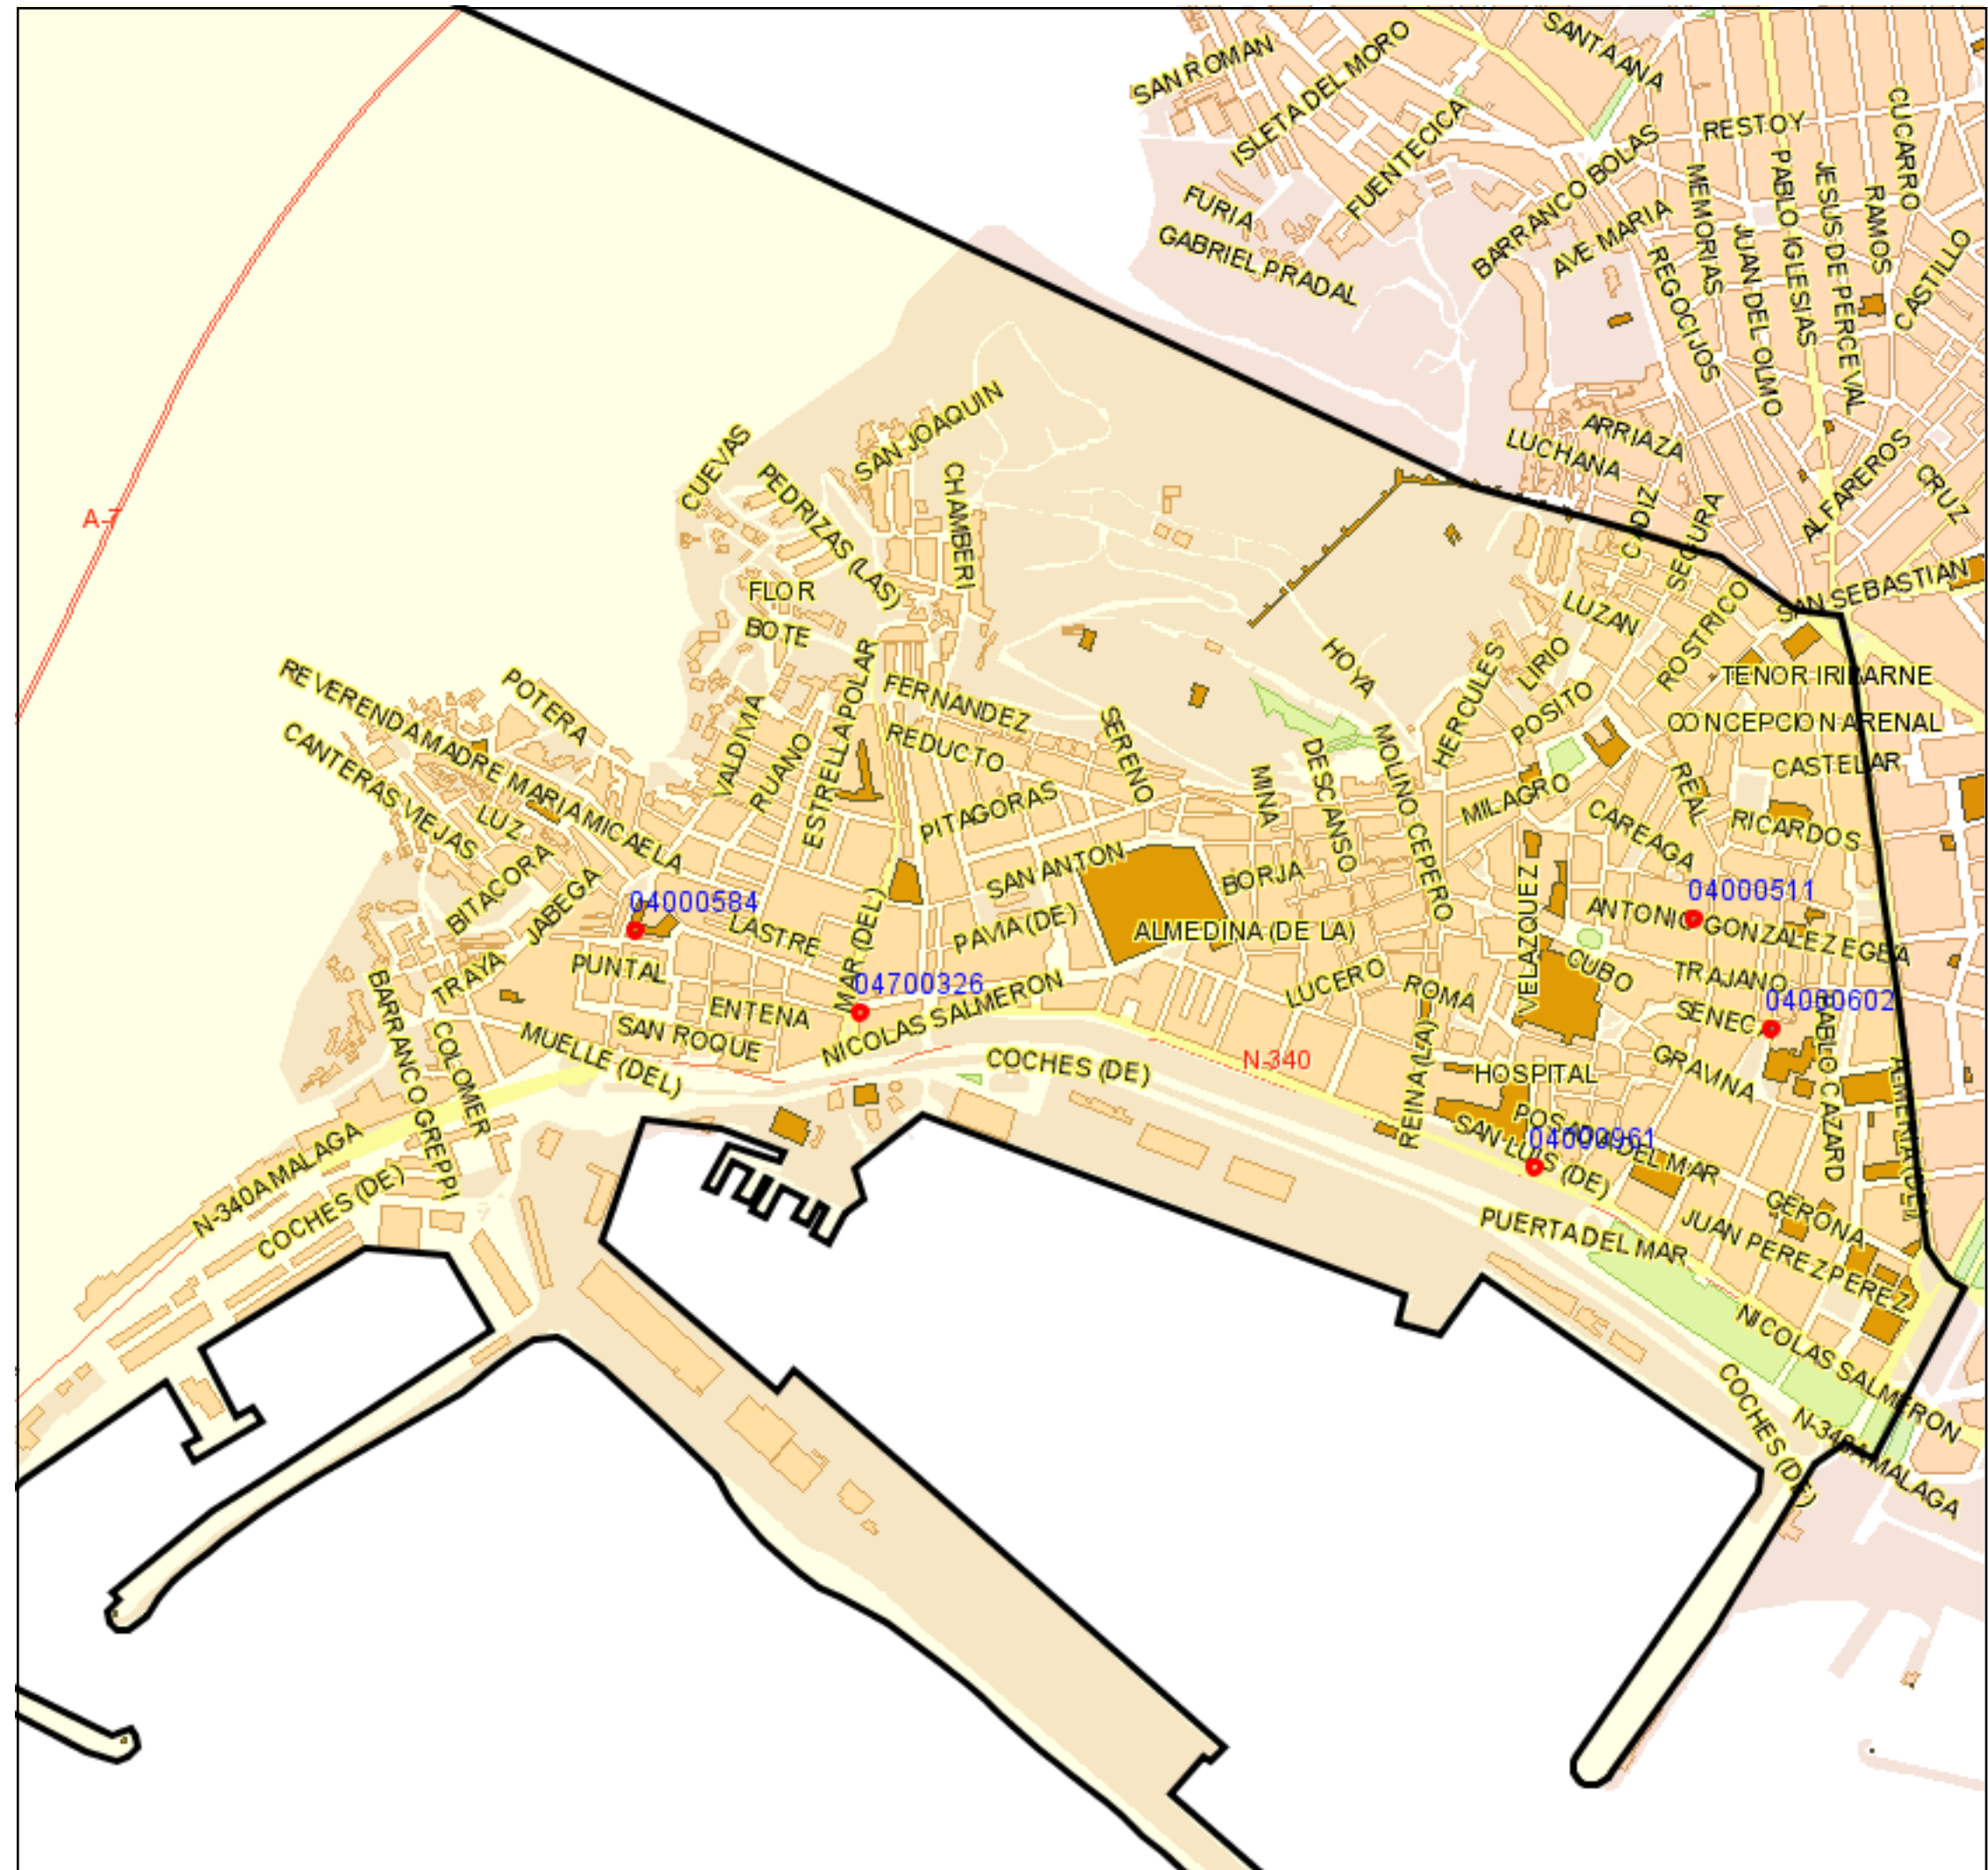 SANTA ANA
SAN ROMAN
ISLETA DEL MORO
FUENTECICA
BARRANCO BOLAS
RESTOY
CUCARRO
FURIA
GABRIEL PRADAL
AVE MARIA
MEMORIAS
PABLO IGLESIAS
JESUS DE PERCEVAL
RAMOS
REGOCIJOS
JUAN DEL OLMO
CASTILLO
ARRIAZA
LUCHANA
ALFAREROS
CRUZ
CADIZ
SEGURA
SAN SEBASTIAN
A-7
CUEVAS
PEDRIZAS (LAS)
SAN JOAQUIN
CHAMBERI
FLOR
BOTE
LUZAN
ROSTRICO
LIRIO
HOYA
HERCULES
POSITO
TENOR IRIBARNE
CONCEPCION ARENAL
CASTELAR
REVERENDA MADRE MARIA MICAELA
POTERA
CANTERAS VIEJAS
VALDIVIA
RUANO
ESTRELLA POLAR
FERNANDEZ
REDUCTO
SERENO
PITAGORAS
MINA
DESCANSO
MOLINO CEPERO
MILAGRO
CAREAGA
REAL
RICARDOS
LUZ
BITACORA
JABEGA
SAN ANTON
BORJA
VELAZQUEZ
04000584
04000511
LASTRE
MAR (DEL)
PAVIA (DE)
ALMEDINA (DE LA)
ANTONIO GONZALEZ EGEA
TRAYA
PUNTAL
04700326
LUCERO
ROMA
CUBO
TRAJANO
04000602
BARRANCO GREPPI
COLOMER
ENTENA
SAN ROQUE
MUELLE (DEL)
NICOLAS SALMERON
COCHES (DE)
N-340
REINA (LA)
HOSPITAL
GRAVINA
PABLO CAZARD
SAN LUIS (DE)
04000961
N-340A MALAGA
COCHES (DE)
PUERTA DEL MAR
GERONA
JUAN PEREZ PEREZ
NICOLAS SALMERON
COCHES (DE)
N-340A MALAGA